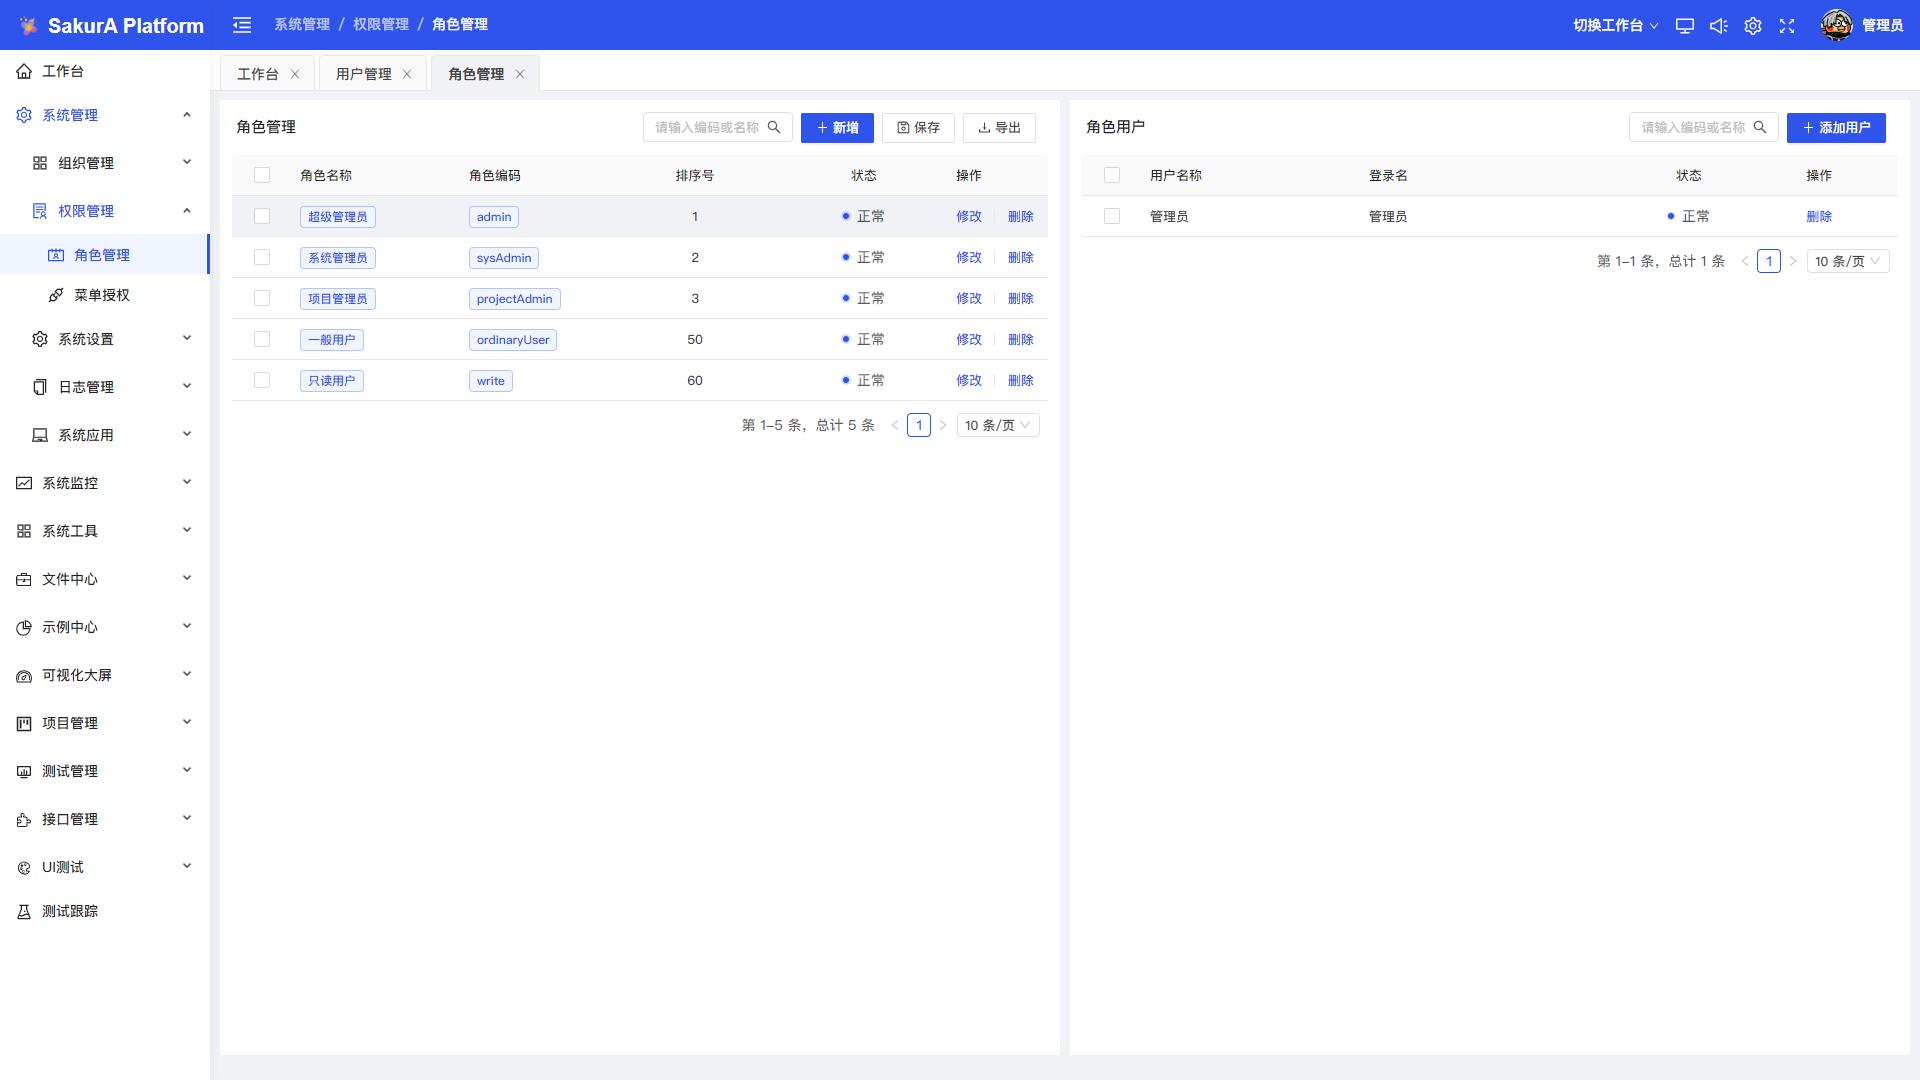 SakurA Platform
系统管理 / 权限管理 / 角色管理
切换工作台
管理员
工作台
系统管理
组织管理
权限管理
角色管理
菜单授权
系统设置
日志管理
系统应用
系统监控
系统工具
文件中心
示例中心
可视化大屏
项目管理
测试管理
接口管理
UI测试
测试跟踪
工作台
用户管理
角色管理
角色管理
请输入编码或名称
新增
保存
导出
角色名称 角色编码 排序号 状态 操作
超级管理员 admin 1 正常 修改 删除
系统管理员 sysAdmin 2 正常 修改 删除
项目管理员 projectAdmin 3 正常 修改 删除
一般用户 ordinaryUser 50 正常 修改 删除
只读用户 write 60 正常 修改 删除
第 1-5 条，总计 5 条 < 1 > 10 条/页
角色用户
请输入编码或名称
添加用户
用户名称 登录名 状态 操作
管理员 管理员 正常 删除
第 1-1 条，总计 1 条 < 1 > 10 条/页